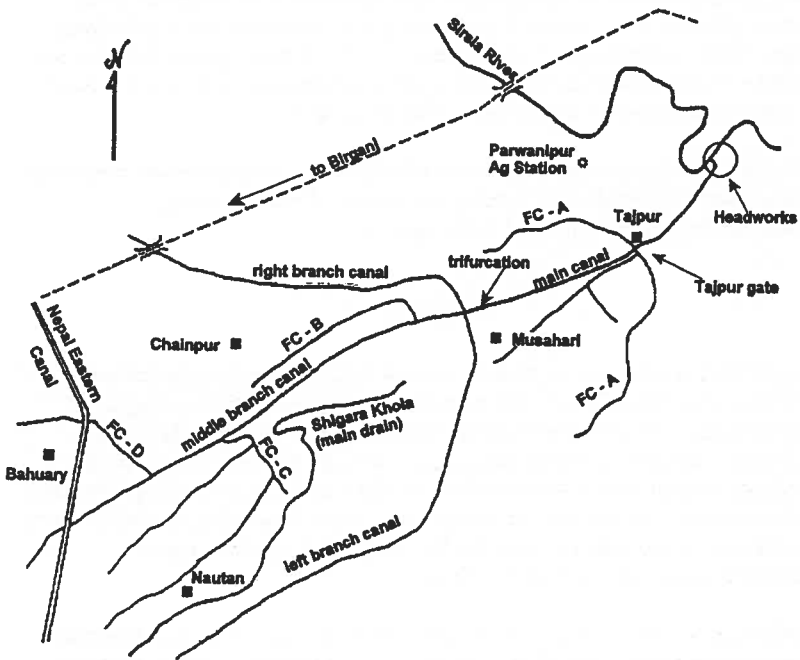 N
Sirsia River
Parwanipur
Ag Station
to Birganj
FC - A
Tajpur
Headworks
trifurcation
main canal
right branch canal
Tajpur gate
Nepal Eastern
Canal
Chainpur
FC - B
Musahari
FC - A
middle branch canal
Shigara Khola
(main drain)
FC - D
FC - C
Bahuary
left branch canal
Nautan